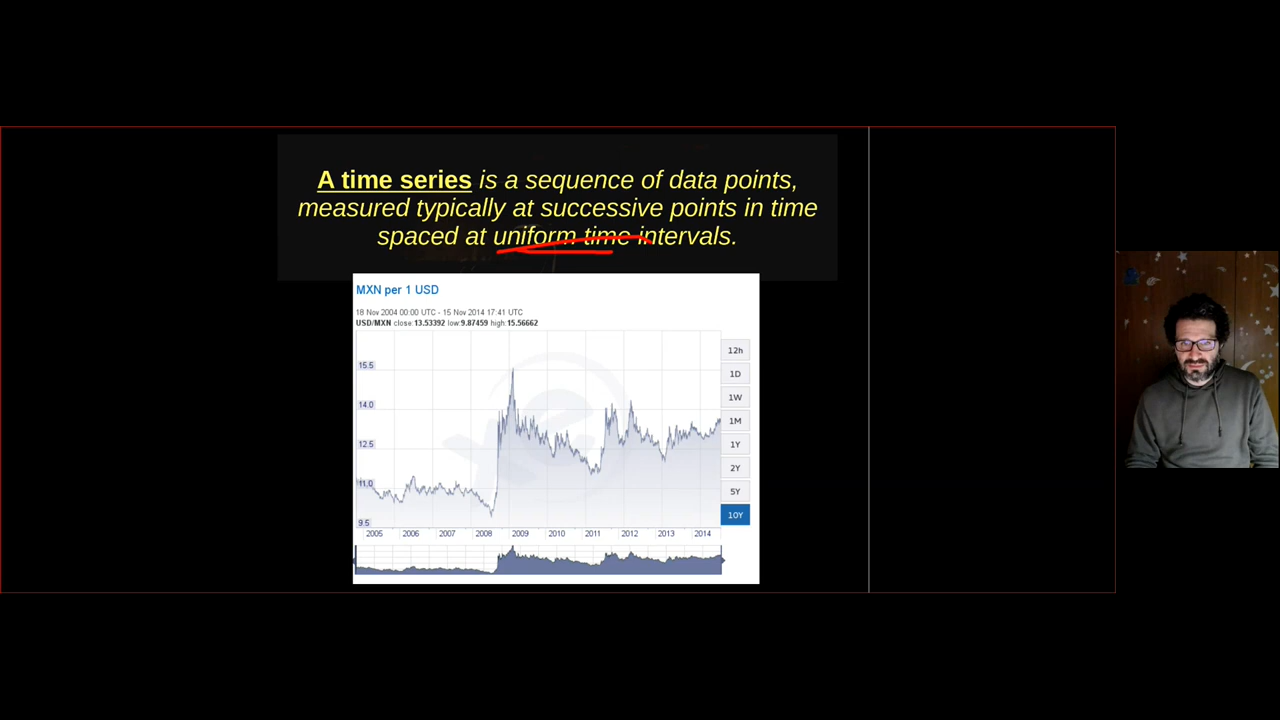 A time series is a sequence of data points,
measured typically at successive points in time
spaced at uniform time intervals.
MXN per 1 USD
18 Nov 2004 00:00 UTC - 15 Nov 2014 17:41 UTC
USD/MXN close:13.53392 low:9.87459 high:15.56662
12h
15.5
1D
1W
14.0
1M
12.5
1Y
2Y
11.0
5Y
10Y
9.5
2005 2006 2007 2008 2009 2010 2011 2012 2013 2014
xe